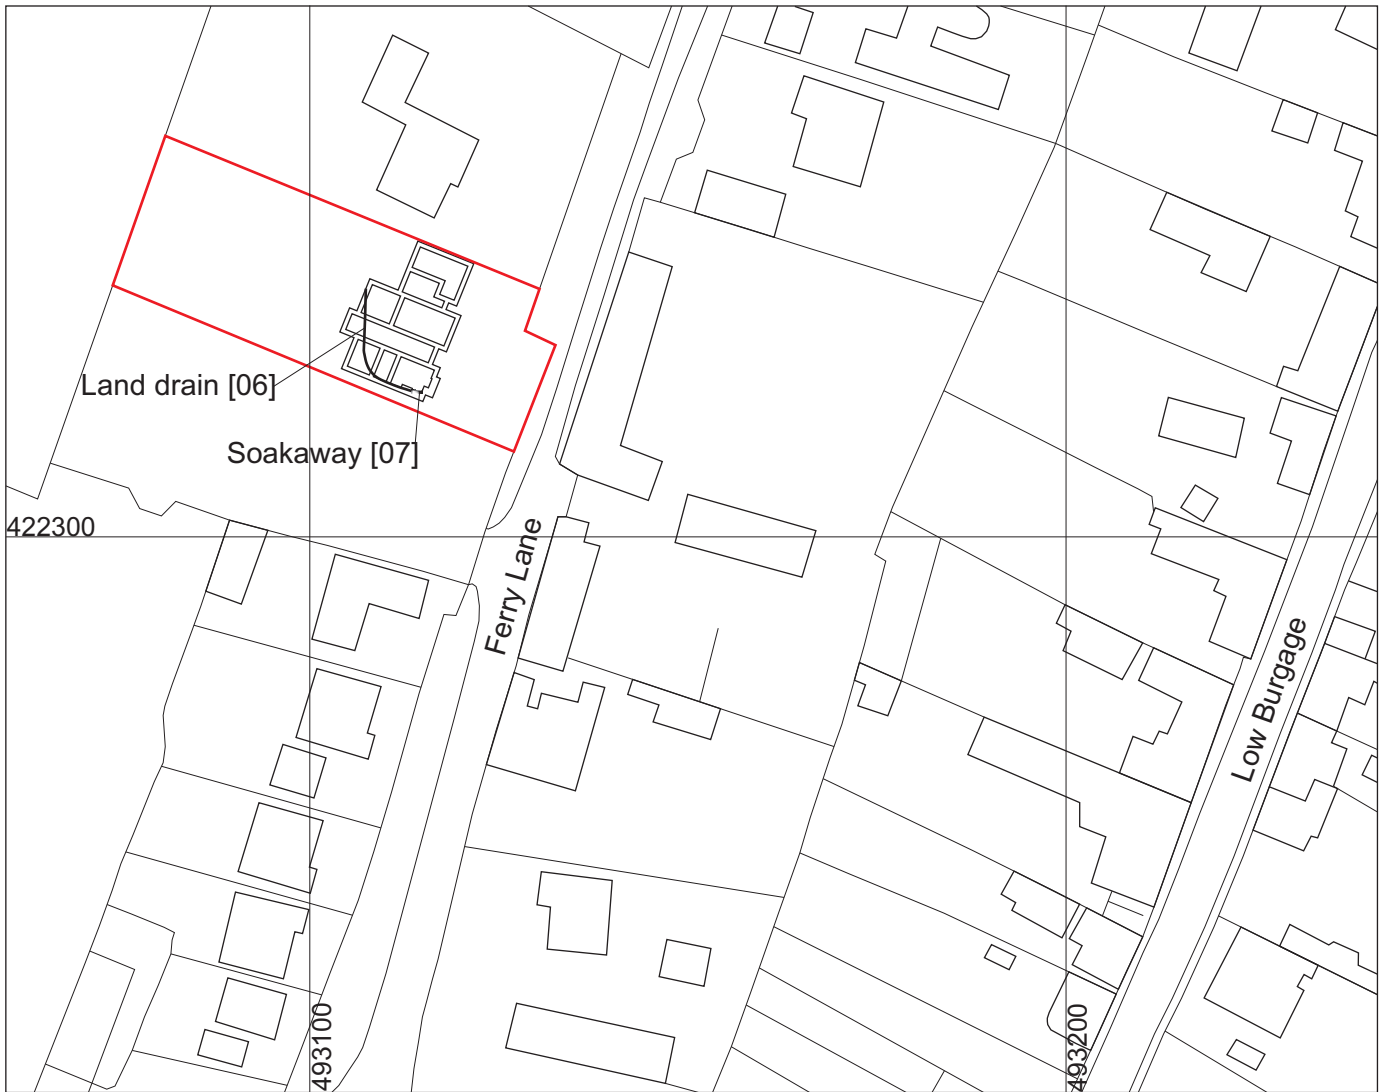 Land drain [06]
Soakaway [07]
422300
Ferry Lane
Low Burgage
493100
493200